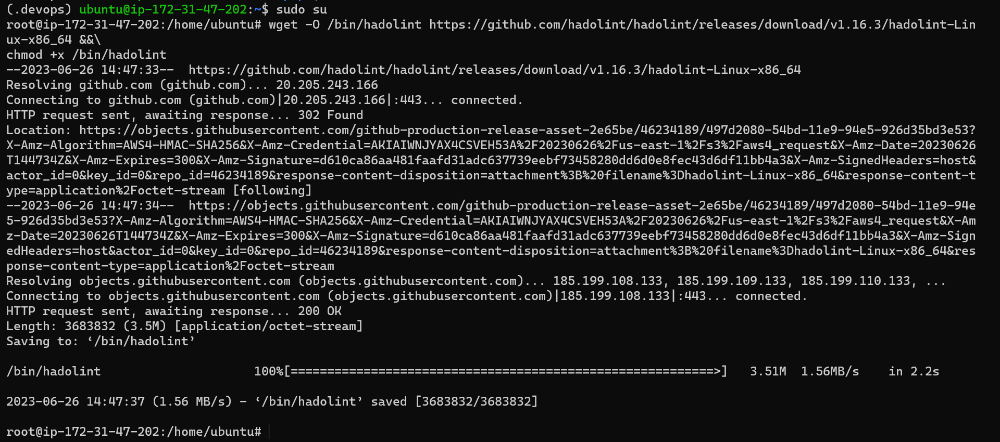 (.devops) ubuntu@ip-172-31-47-202:~$ sudo su
root@ip-172-31-47-202:/home/ubuntu# wget -O /bin/hadolint https://github.com/hadolint/hadolint/releases/download/v1.16.3/hadolint-Lin
ux-x86_64 &&\
chmod +x /bin/hadolint
--2023-06-26 14:47:33--  https://github.com/hadolint/hadolint/releases/download/v1.16.3/hadolint-Linux-x86_64
Resolving github.com (github.com)... 20.205.243.166
Connecting to github.com (github.com)|20.205.243.166|:443... connected.
HTTP request sent, awaiting response... 302 Found
Location: https://objects.githubusercontent.com/github-production-release-asset-2e65be/46234189/497d2080-54bd-11e9-94e5-926d35bd3e53?
X-Amz-Algorithm=AWS4-HMAC-SHA256&X-Amz-Credential=AKIAIWNJYAX4CSVEH53A%2F20230626%2Fus-east-1%2Fs3%2Faws4_request&X-Amz-Date=20230626
T144734Z&X-Amz-Expires=300&X-Amz-Signature=d610ca86aa481faafd31adc637739eebf73458280dd6d0e8fec43d6df11bb4a3&X-Amz-SignedHeaders=host&
actor_id=0&key_id=0&repo_id=46234189&response-content-disposition=attachment%3B%20filename%3Dhadolint-Linux-x86_64&response-content-t
ype=application%2Foctet-stream [following]
--2023-06-26 14:47:34--  https://objects.githubusercontent.com/github-production-release-asset-2e65be/46234189/497d2080-54bd-11e9-94e
5-926d35bd3e53?X-Amz-Algorithm=AWS4-HMAC-SHA256&X-Amz-Credential=AKIAIWNJYAX4CSVEH53A%2F20230626%2Fus-east-1%2Fs3%2Faws4_request&X-Am
z-Date=20230626T144734Z&X-Amz-Expires=300&X-Amz-Signature=d610ca86aa481faafd31adc637739eebf73458280dd6d0e8fec43d6df11bb4a3&X-Amz-Sign
edHeaders=host&actor_id=0&key_id=0&repo_id=46234189&response-content-disposition=attachment%3B%20filename%3Dhadolint-Linux-x86_64&res
ponse-content-type=application%2Foctet-stream
Resolving objects.githubusercontent.com (objects.githubusercontent.com)... 185.199.108.133, 185.199.109.133, 185.199.110.133, ...
Connecting to objects.githubusercontent.com (objects.githubusercontent.com)|185.199.108.133|:443... connected.
HTTP request sent, awaiting response... 200 OK
Length: 3683832 (3.5M) [application/octet-stream]
Saving to: ‘/bin/hadolint’
/bin/hadolint                     100%[==========================================================>]   3.51M  1.56MB/s    in 2.2s
2023-06-26 14:47:37 (1.56 MB/s) - ‘/bin/hadolint’ saved [3683832/3683832]
root@ip-172-31-47-202:/home/ubuntu#